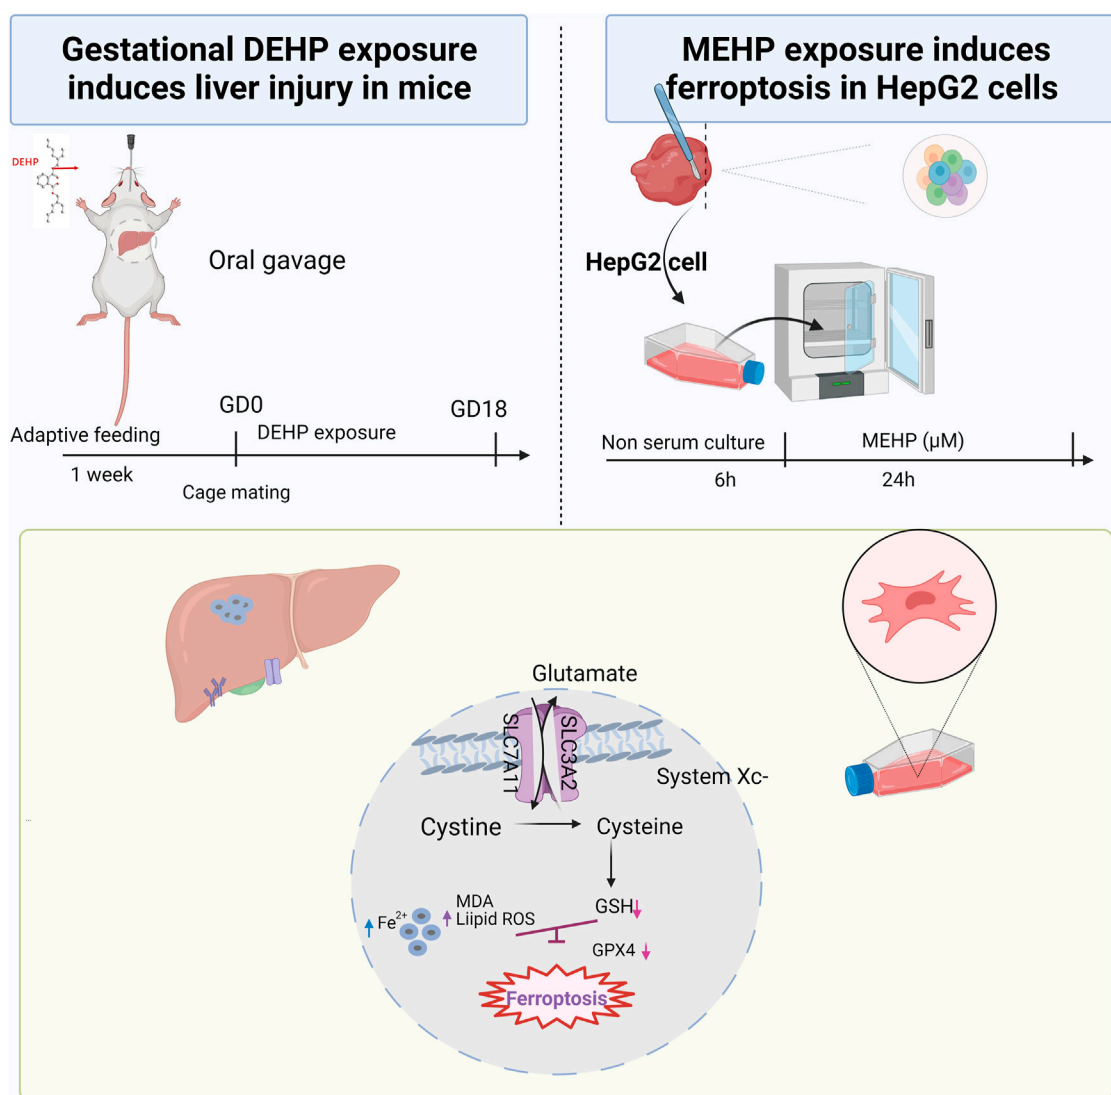 Gestational DEHP exposure
induces liver injury in mice
MEHP exposure induces
ferroptosis in HepG2 cells
DEHP
Oral gavage
HepG2 cell
GD0
GD18
Adaptive feeding
DEHP exposure
1 week
Cage mating
Non serum culture
MEHP (µM)
6h
24h
Glutamate
SLC7A11
SLC3A2
System Xc-
Cystine
Cysteine
MDA
Liipid ROS
Fe2+
GSH
GPX4
Ferroptosis